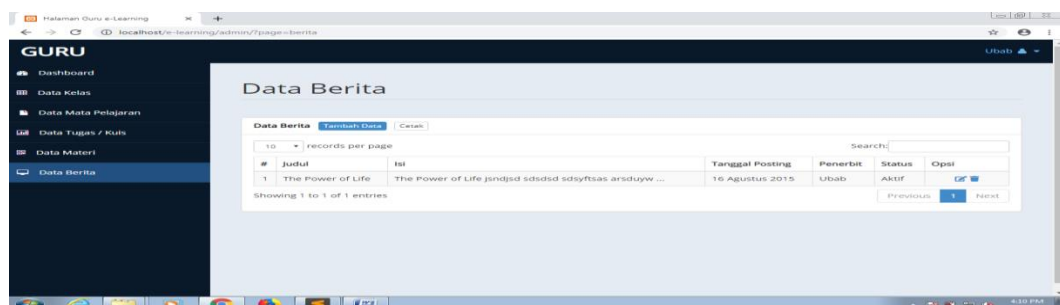 Halaman Guru e-Learning
localhost/e-learning/admin/?page=berita
GURU
Ubab
Dashboard
Data Kelas
Data Mata Pelajaran
Data Tugas / Kuis
Data Materi
Data Berita
Data Berita
Data Berita Tambah Data Cetak
10 records per page
Search:
# Judul Isi Tanggal Posting Penerbit Status Opsi
1 The Power of Life The Power of Life jsndjsd sdsdsd sdsyftsas arsduyw ... 16 Agustus 2015 Ubab Aktif
Showing 1 to 1 of 1 entries
Previous 1 Next
4:10 PM